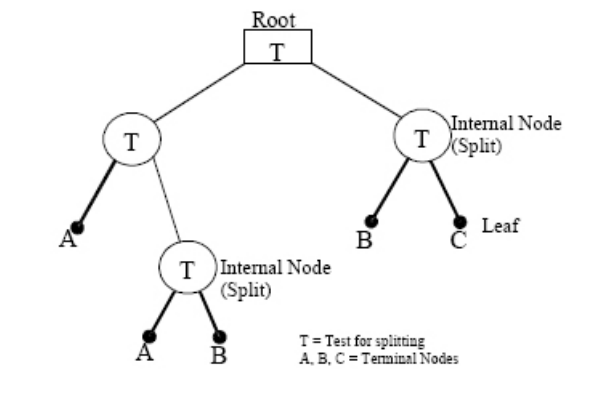 Root
T
T
T
Internal Node
(Split)
A
B
C
Leaf
T
Internal Node
(Split)
A
B
T = Test for splitting
A, B, C = Terminal Nodes